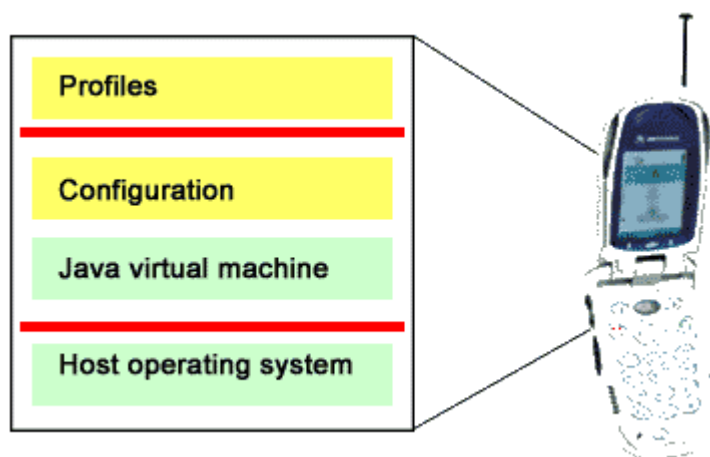 Profiles
Configuration
Java virtual machine
Host operating system